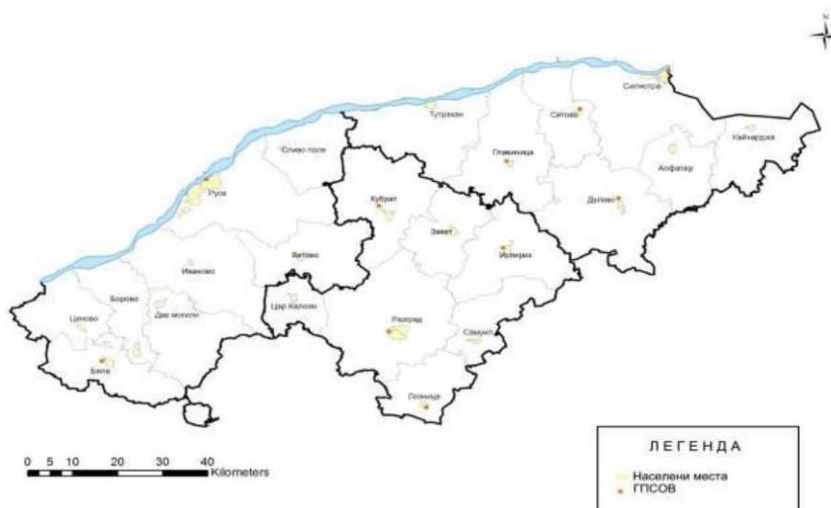 N
Силистра
Тутракан
Ситово
Кайнарджа
Сливо поле
Главиница
Алфатар
Русе
Кубрат
Дулово
Завет
Ветово
Исперих
Иваново
Цар Калоян
Борово
Ценово
Две могили
Разград
Самуил
Бяла
Лозница
ЛЕГЕНДА
0 5 10 20 30 40
Kilometers
Населени места
ГПСОВ